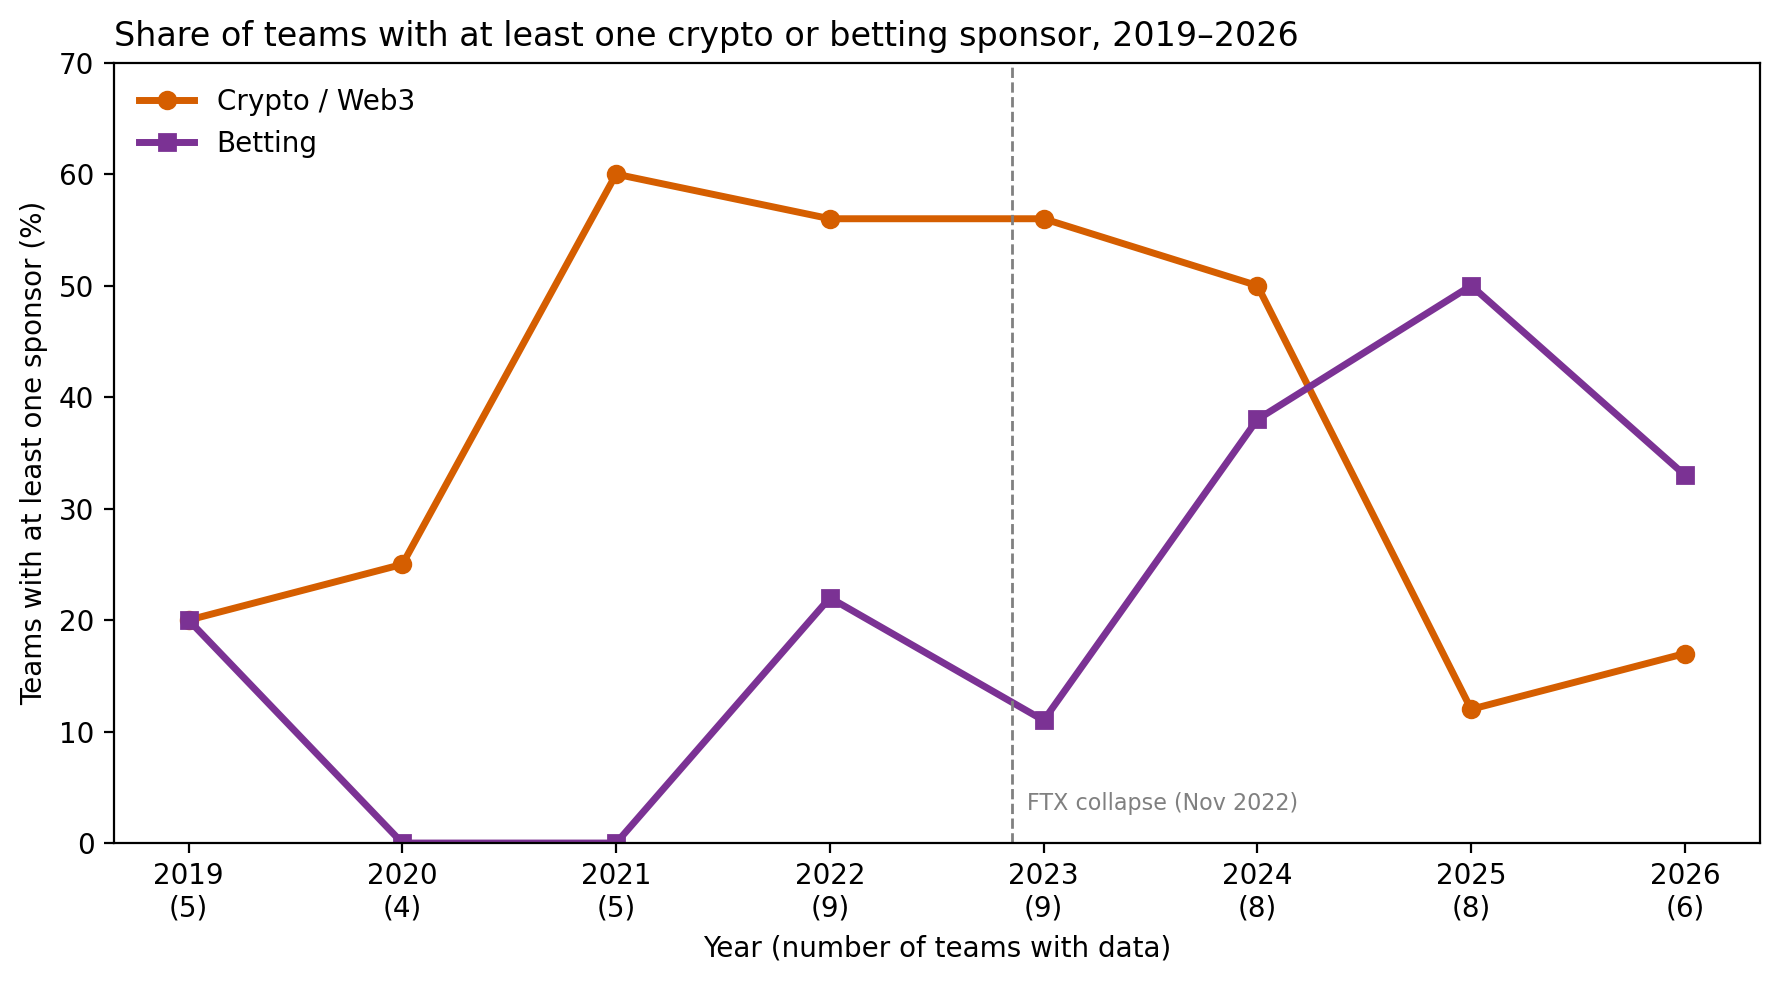 Share of teams with at least one crypto or betting sponsor, 2019–2026
Crypto / Web3
Betting
Teams with at least one sponsor (%)
70
60
50
40
30
20
10
0
FTX collapse (Nov 2022)
2019 2020 2021 2022 2023 2024 2025 2026
(5) (4) (5) (9) (9) (8) (8) (6)
Year (number of teams with data)